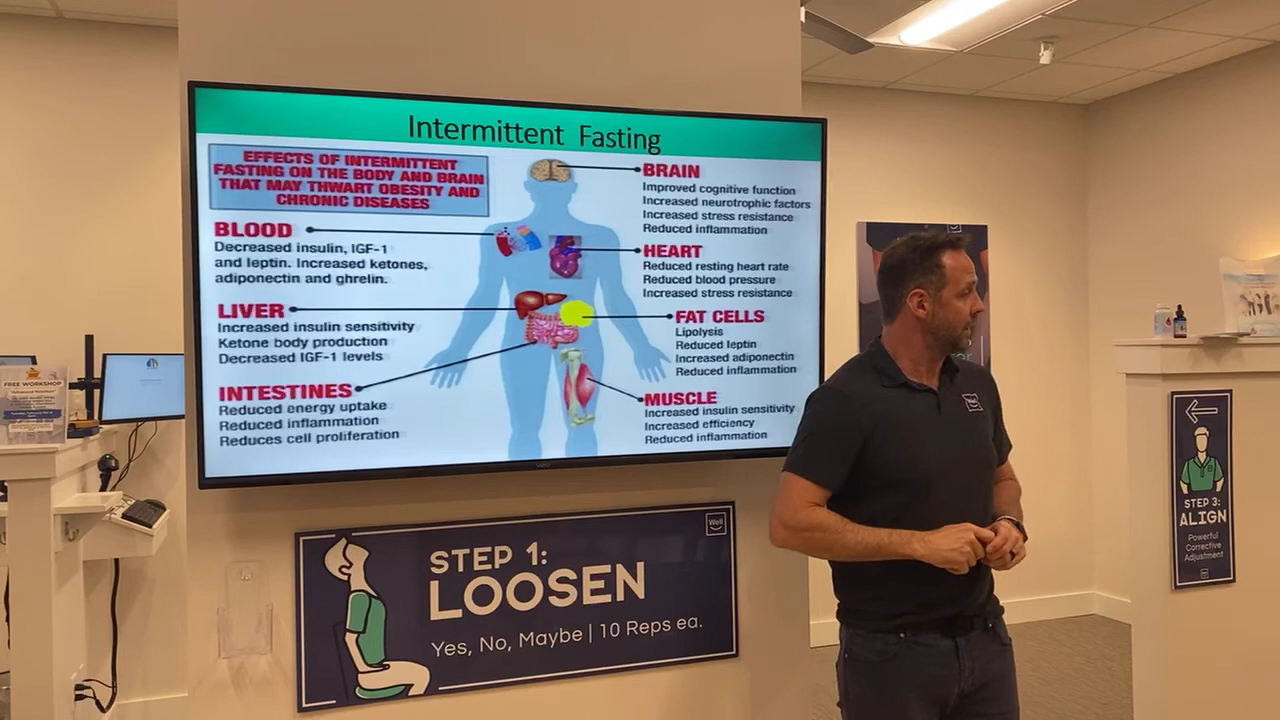 Intermittent Fasting
EFFECTS OF INTERMITTENT
FASTING ON THE BODY AND BRAIN
THAT MAY THWART OBESITY AND
CHRONIC DISEASES
BLOOD
Decreased insulin, IGF-1
and leptin. Increased ketones,
adiponectin and ghrelin.
LIVER
Increased insulin sensitivity
Ketone body production
Decreased IGF-1 levels
INTESTINES
Reduced energy uptake
Reduced inflammation
Reduces cell proliferation
BRAIN
Improved cognitive function
Increased neurotrophic factors
Increased stress resistance
Reduced inflammation
HEART
Reduced resting heart rate
Reduced blood pressure
Increased stress resistance
FAT CELLS
Lipolysis
Reduced leptin
Increased adiponectin
Reduced inflammation
MUSCLE
Increased insulin sensitivity
Increased efficiency
Reduced inflammation
VIZIO
FREE WORKSHOP
STEP 1:
LOOSEN
Yes, No, Maybe | 10 Reps ea.
Well
Well
STEP 3:
ALIGN
Powerful
Corrective
Adjustment